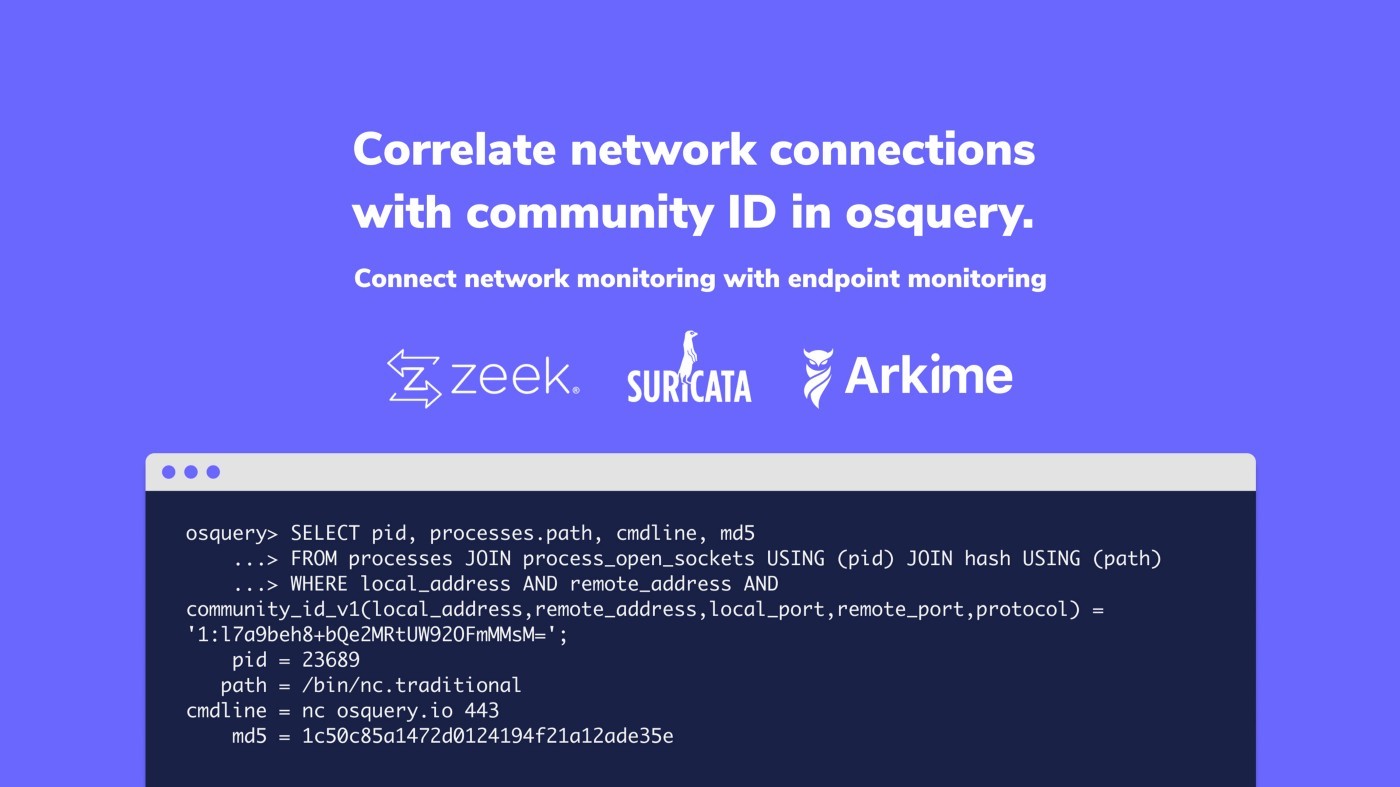 Correlate network connections
with community ID in osquery.
Connect network monitoring with endpoint monitoring
z zeek® SURICATA Arkime
osquery> SELECT pid, processes.path, cmdline, md5
...> FROM processes JOIN process_open_sockets USING (pid) JOIN hash USING (path)
...> WHERE local_address AND remote_address AND
community_id_v1(local_address,remote_address,local_port,remote_port,protocol) =
'1:l7a9beh8+bQe2MRtUW92OFmMMsM=';
pid = 23689
path = /bin/nc.traditional
cmdline = nc osquery.io 443
md5 = 1c50c85a1472d0124194f21a12ade35e